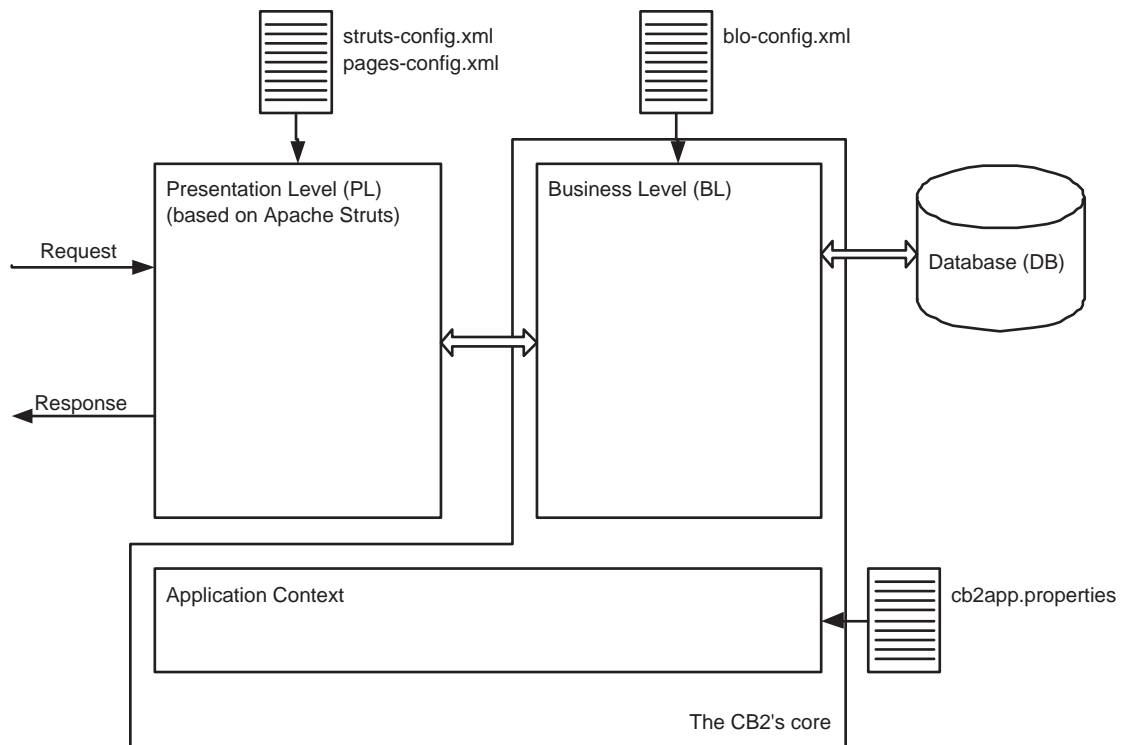 struts-config.xml
pages-config.xml
blo-config.xml
Presentation Level (PL)
(based on Apache Struts)
Business Level (BL)
Request
Database (DB)
Response
Application Context
cb2app.properties
The CB2's core